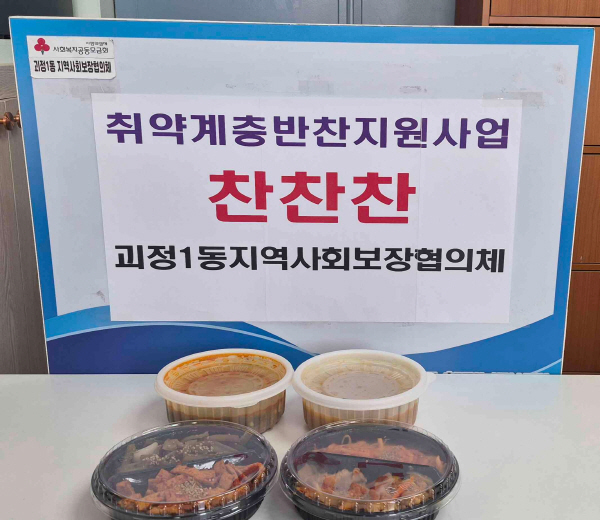 사회복지공동모금회
괴정1동 지역사회보장협의체
취약계층반찬지원사업
찬찬찬
괴정1동지역사회보장협의체